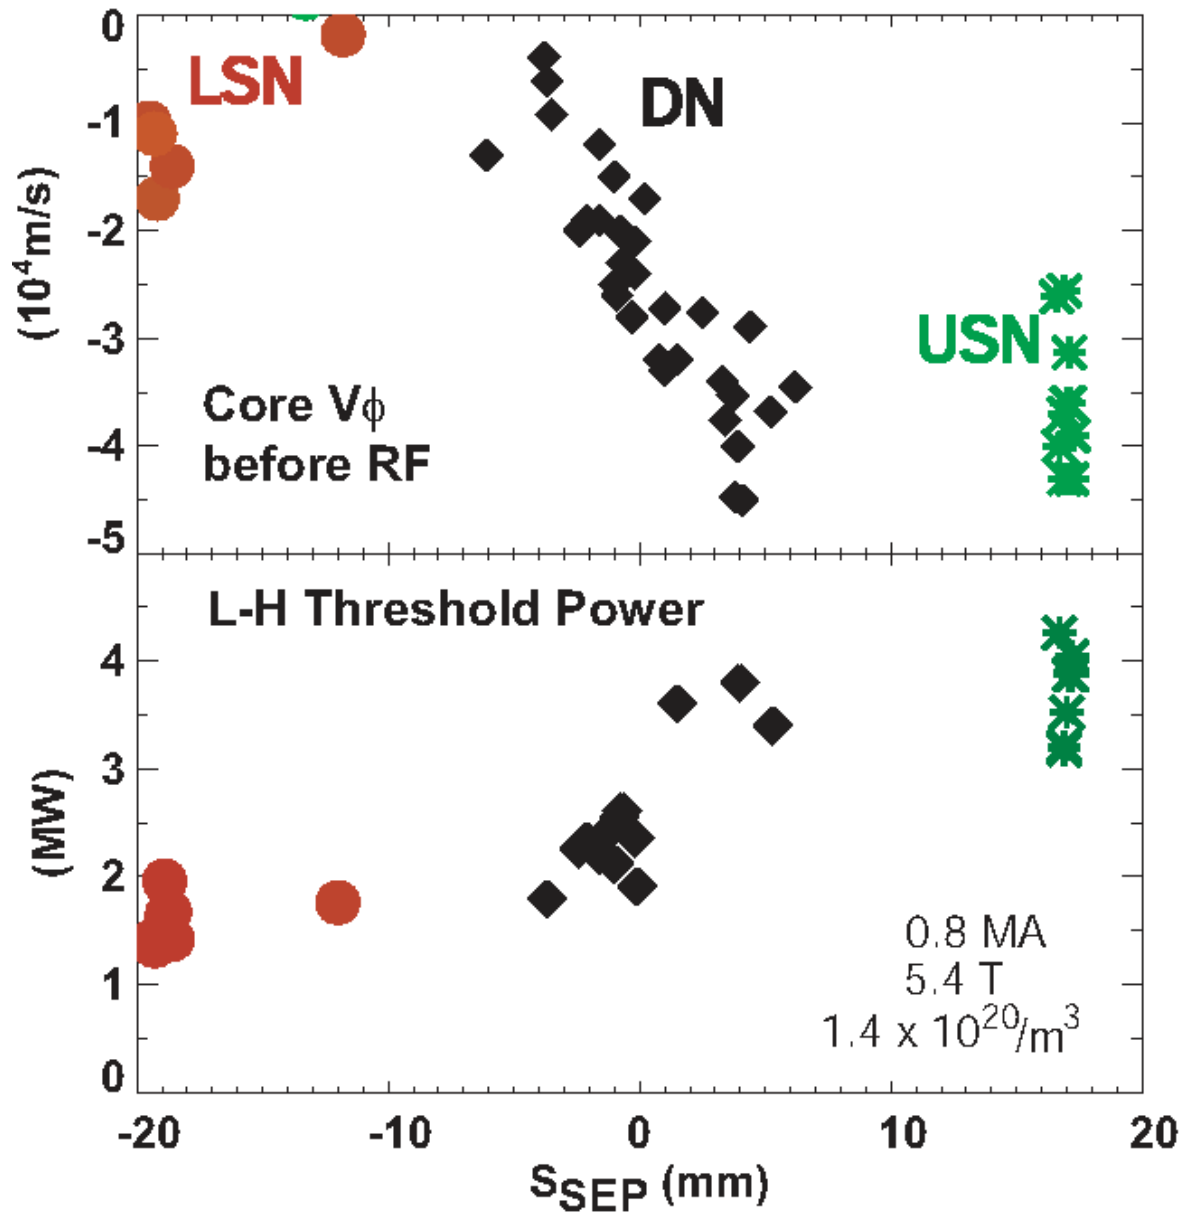 0
LSN
DN
-1
-2
(10⁴m/s)
USN
-3
Core Vϕ
before RF
-4
-5
L-H Threshold Power
4
3
(MW)
2
0.8 MA
5.4 T
1
1.4 x 10²⁰/m³
0
-20 -10 0 10 20
S_SEP (mm)